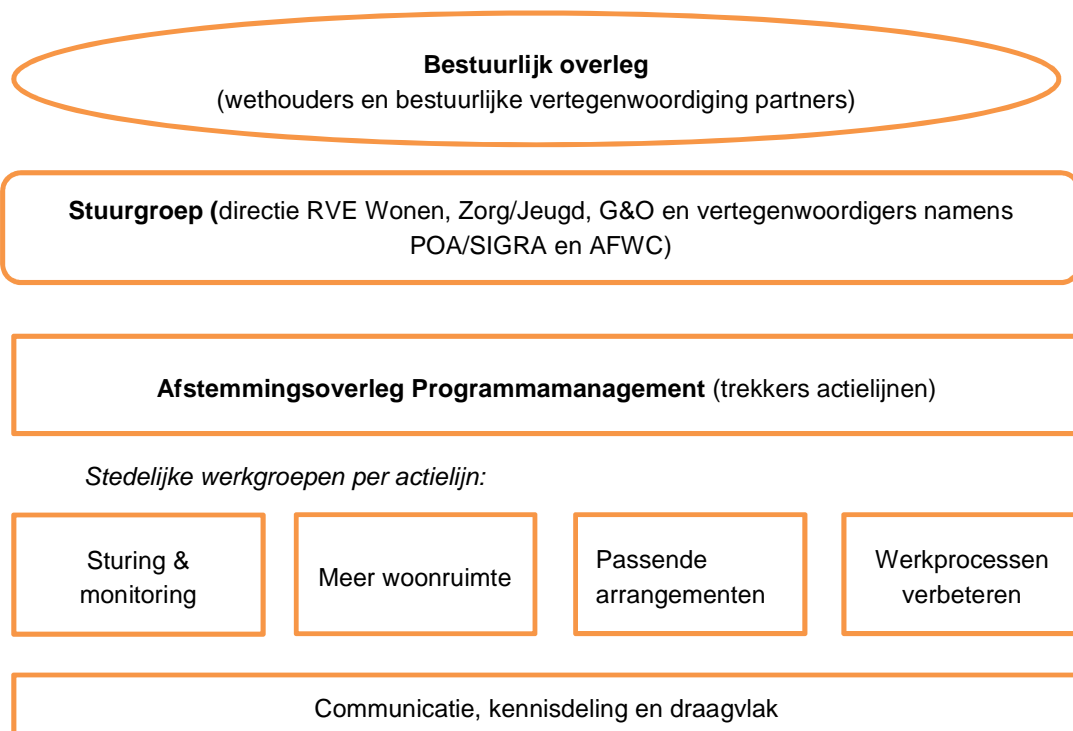 Bestuurlijk overleg
(wethouders en bestuurlijke vertegenwoordiging partners)
Stuurgroep (directie RVE Wonen, Zorg/Jeugd, G&O en vertegenwoordigers namens
POA/SIGRA en AFWC)
Afstemmingsoverleg Programmamanagement (trekkers actielijnen)
Stedelijke werkgroepen per actielijn:
Sturing &
monitoring
Meer woonruimte
Passende
arrangementen
Werkprocessen
verbeteren
Communicatie, kennisdeling en draagvlak